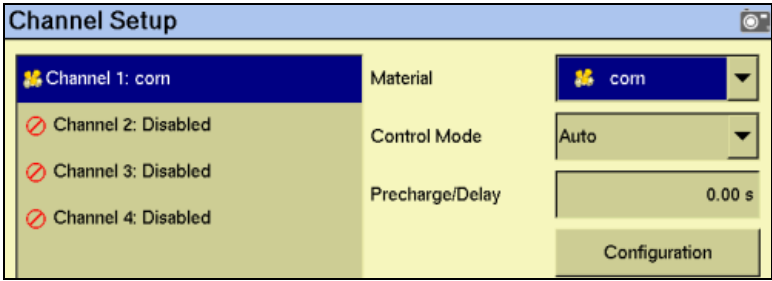 Channel Setup
Channel 1: corn
Channel 2: Disabled
Channel 3: Disabled
Channel 4: Disabled
Material
corn
Control Mode
Auto
Precharge/Delay
0.00 s
Configuration